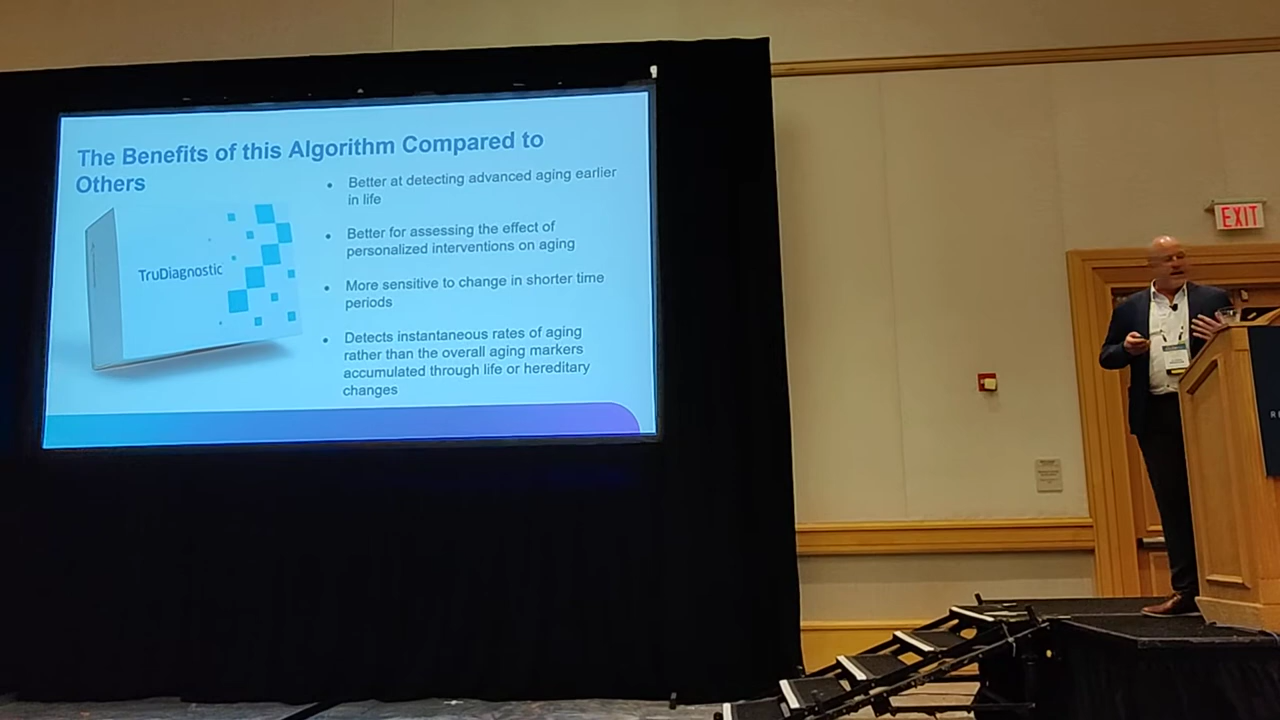 The Benefits of this Algorithm Compared to
Others
TruDiagnostic
• Better at detecting advanced aging earlier
in life
• Better for assessing the effect of
personalized interventions on aging
• More sensitive to change in shorter time
periods
• Detects instantaneous rates of aging
rather than the overall aging markers
accumulated through life or hereditary
changes
EXIT